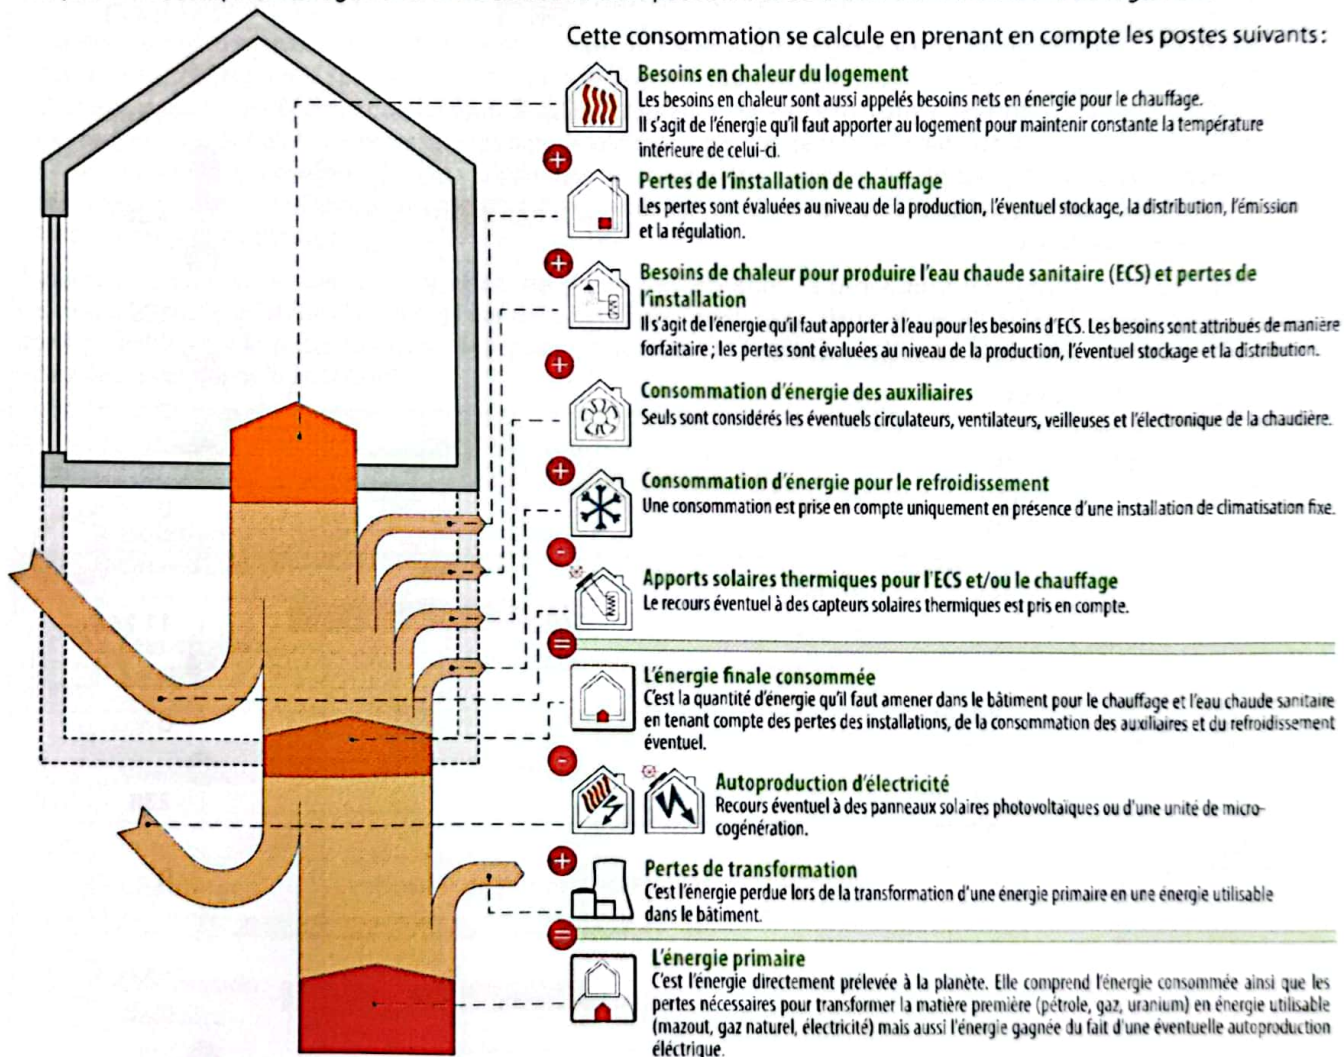 Cette consommation se calcule en prenant en compte les postes suivants :
Besoins en chaleur du logement
Les besoins en chaleur sont aussi appelés besoins nets en énergie pour le chauffage.
Il s'agit de l'énergie qu'il faut apporter au logement pour maintenir constante la température
intérieure de celui-ci.
+
Pertes de l'installation de chauffage
Les pertes sont évaluées au niveau de la production, l'éventuel stockage, la distribution, l'émission
et la régulation.
+
Besoins de chaleur pour produire l'eau chaude sanitaire (ECS) et pertes de
l'installation
Il s'agit de l'énergie qu'il faut apporter à l'eau pour les besoins d'ECS. Les besoins sont attribués de manière
forfaitaire ; les pertes sont évaluées au niveau de la production, l'éventuel stockage et la distribution.
+
Consommation d'énergie des auxiliaires
Seuls sont considérés les éventuels circulateurs, ventilateurs, veilleuses et l'électronique de la chaudière.
+
Consommation d'énergie pour le refroidissement
Une consommation est prise en compte uniquement en présence d'une installation de climatisation fixe.
-
Apports solaires thermiques pour l'ECS et/ou le chauffage
Le recours éventuel à des capteurs solaires thermiques est pris en compte.
=
L'énergie finale consommée
C'est la quantité d'énergie qu'il faut amener dans le bâtiment pour le chauffage et l'eau chaude sanitaire
en tenant compte des pertes des installations, de la consommation des auxiliaires et du refroidissement
éventuel.
-
Autoproduction d'électricité
Recours éventuel à des panneaux solaires photovoltaïques ou d'une unité de micro-
cogénération.
+
Pertes de transformation
C'est l'énergie perdue lors de la transformation d'une énergie primaire en une énergie utilisable
dans le bâtiment.
=
L'énergie primaire
C'est l'énergie directement prélevée à la planète. Elle comprend l'énergie consommée ainsi que les
pertes nécessaires pour transformer la matière première (pétrole, gaz, uranium) en énergie utilisable
(mazout, gaz naturel, électricité) mais aussi l'énergie gagnée du fait d'une éventuelle autoproduction
électrique.